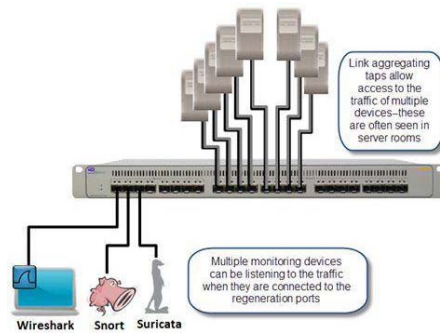 Link aggregating
taps allow
access to the
traffic of multiple
devices–these
are often seen in
server rooms
Multiple monitoring devices
can be listening to the traffic
when they are connected to the
regeneration ports
Wireshark Snort Suricata